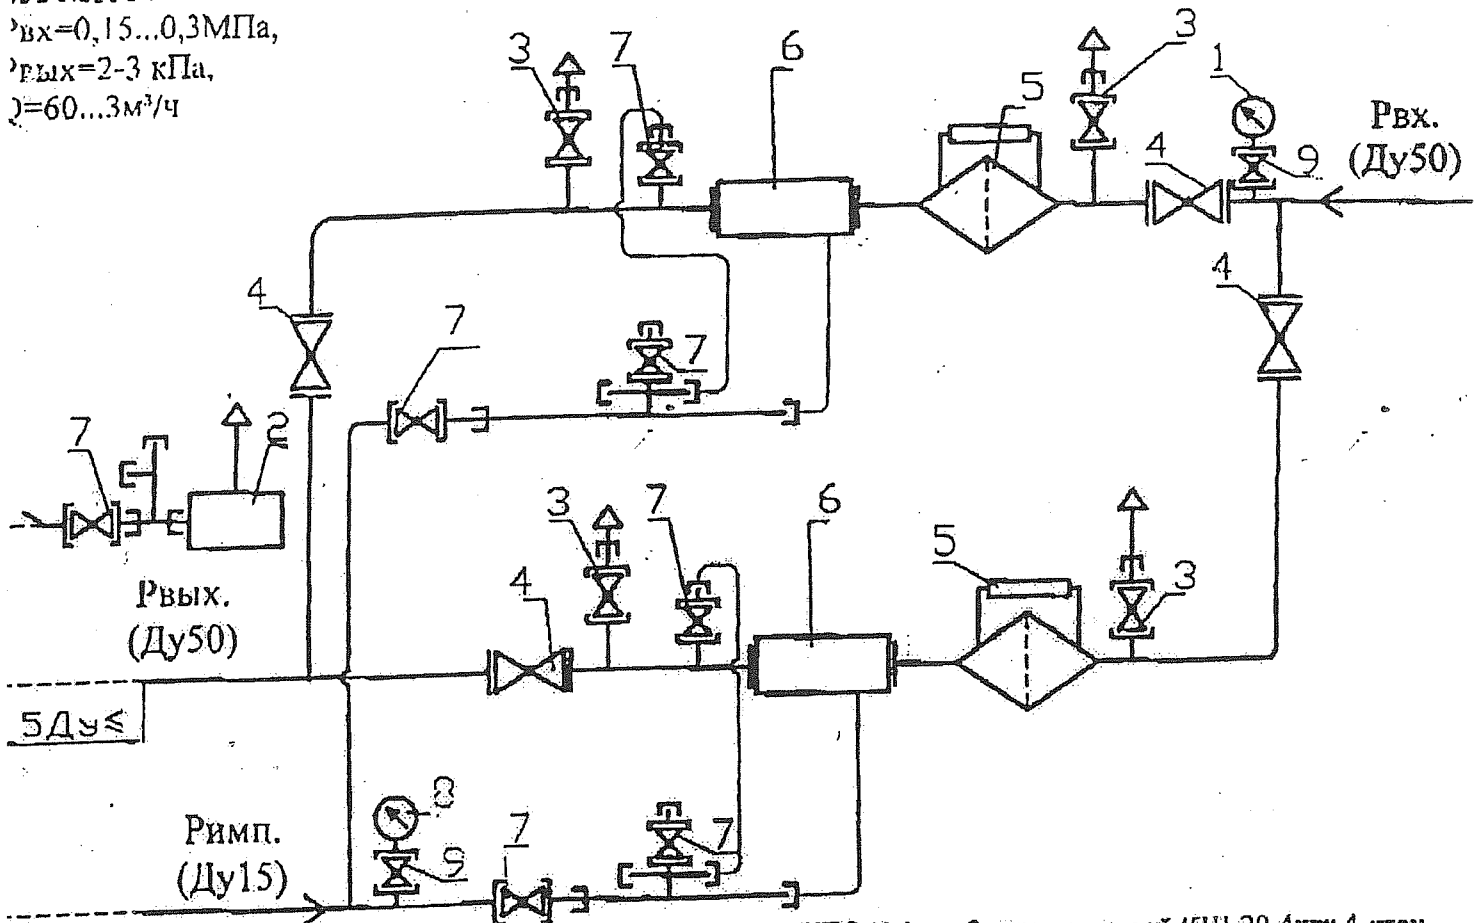 Рвх=0,15...0,3МПа,
Рвых=2-3 кПа,
Q=60...3м³/ч
3
7
6
3
1
5
Рвх.
(Ду50)
4
9
4
4
7
7
2
7
3
7
6
5
3
4
Рвых.
(Ду50)
5Ду≤
8
Римп.
(Ду15)
9
7
7